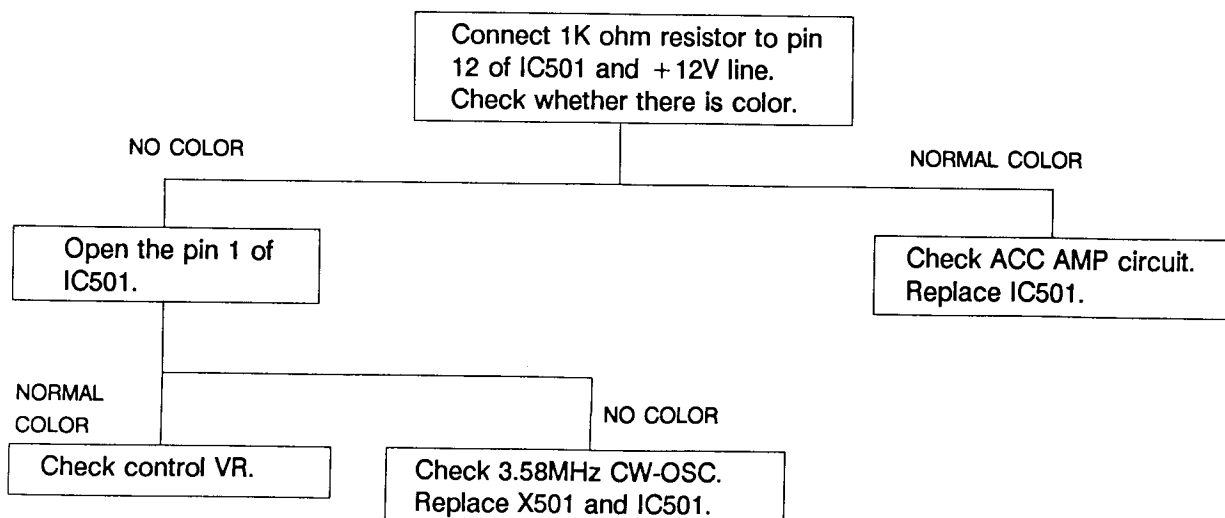 Connect 1K ohm resistor to pin
12 of IC501 and +12V line.
Check whether there is color.
NO COLOR
NORMAL COLOR
Open the pin 1 of
IC501.
Check ACC AMP circuit.
Replace IC501.
NORMAL
COLOR
NO COLOR
Check control VR.
Check 3.58MHz CW-OSC.
Replace X501 and IC501.